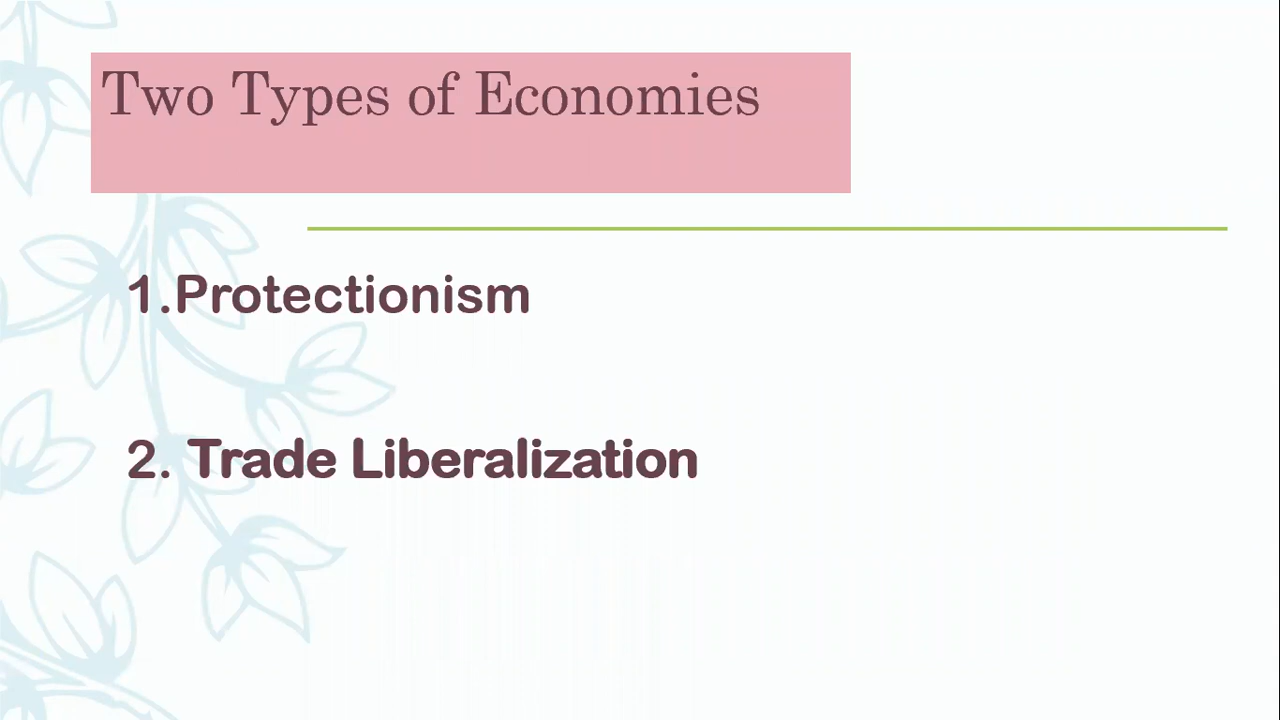 Two Types of Economies
1.Protectionism
2. Trade Liberalization